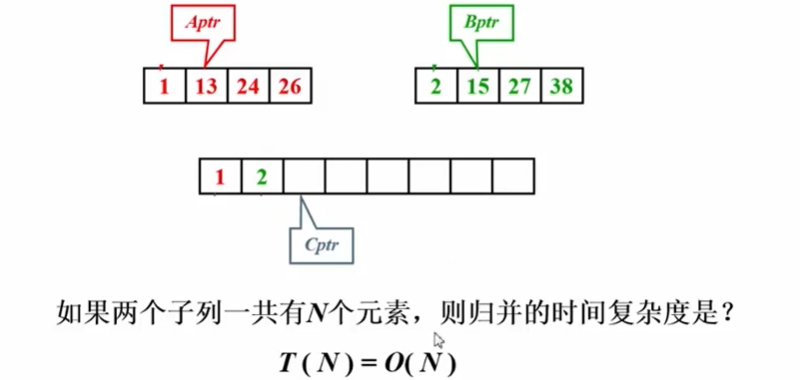 Aptr Bptr
1 13 24 26 2 15 27 38
1 2
Cptr
如果两个子列一共有N个元素，则归并的时间复杂度是？
T ( N ) = O( N )